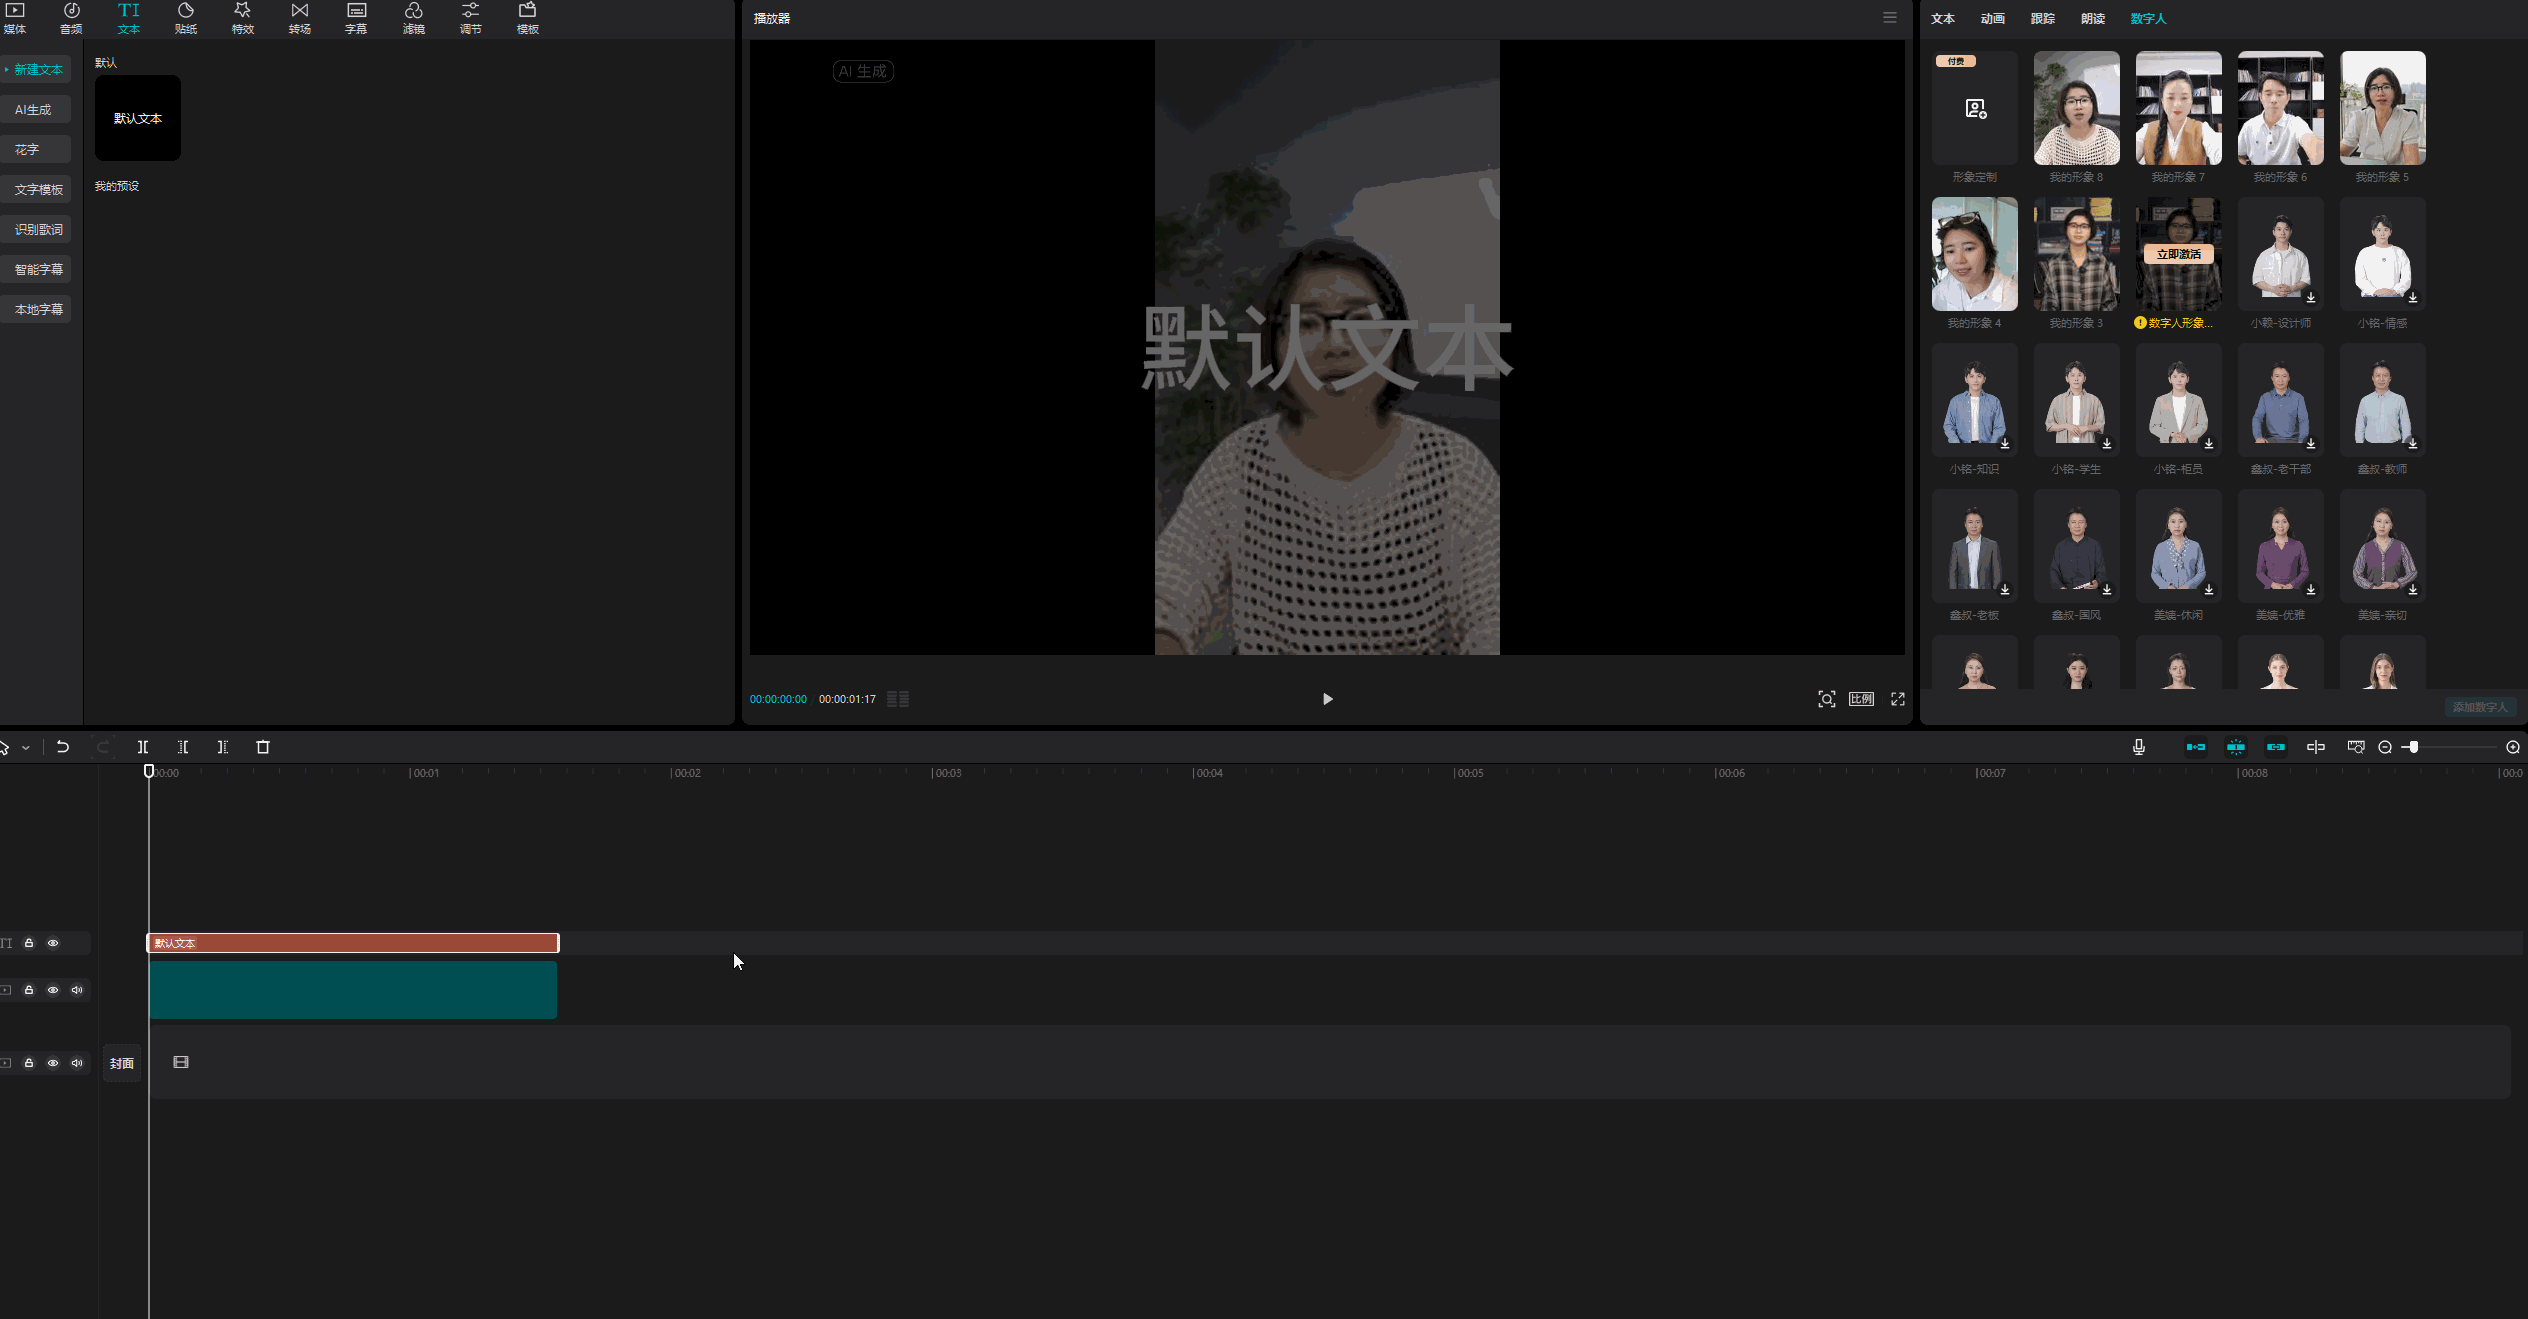 媒体 音频 文本 贴纸 特效 转场 字幕 滤镜 调节 模板
新建文本
AI生成
花字
文字模板
识别歌词
智能字幕
本地字幕
默认
默认文本
我的预设
播放器
AI 生成
默认文本
00:00:00:00 00:00:01:17
比例
文本 动画 跟踪 朗读 数字人
付费
形象定制 我的形象 8 我的形象 7 我的形象 6 我的形象 5
立即激活
我的形象 4 我的形象 3 数字人形象... 小赖-设计师 小铭-情感
小铭-知识 小铭-学生 小铭-柜员 鑫叔-老干部 鑫叔-教师
鑫叔-老板 鑫叔-国风 美姨-休闲 美姨-优雅 美姨-亲切
添加数字人
00:00 00:01 00:02 00:03 00:04 00:05 00:06 00:07 00:08 00:0
TI 默认文本
封面